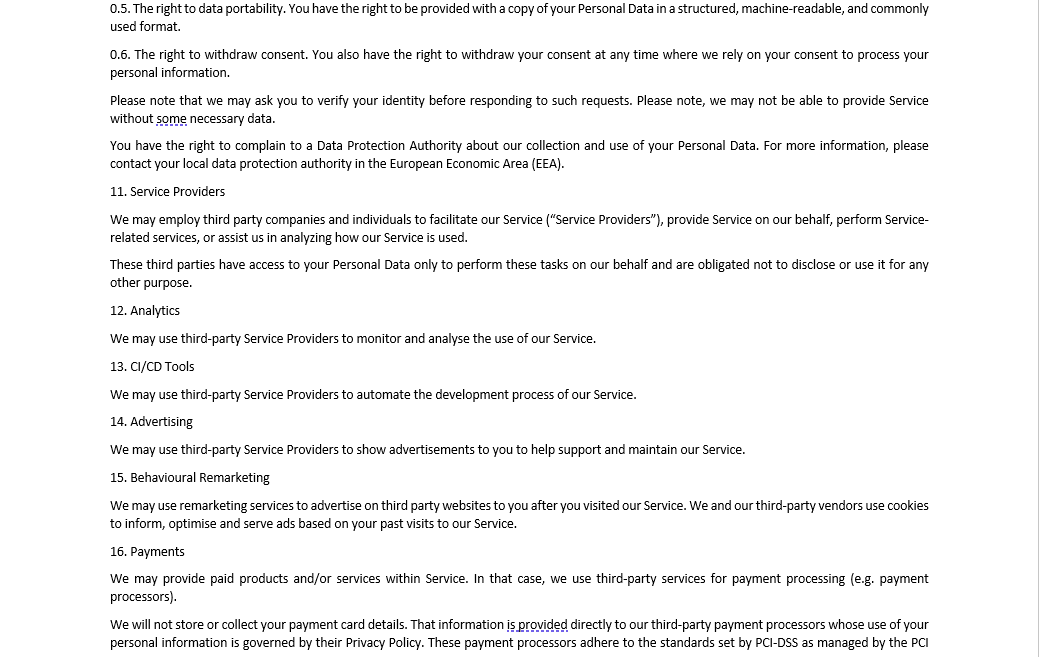 0.5. The right to data portability. You have the right to be provided with a copy of your Personal Data in a structured, machine-readable, and commonly
used format.
0.6. The right to withdraw consent. You also have the right to withdraw your consent at any time where we rely on your consent to process your
personal information.
Please note that we may ask you to verify your identity before responding to such requests. Please note, we may not be able to provide Service
without some necessary data.
You have the right to complain to a Data Protection Authority about our collection and use of your Personal Data. For more information, please
contact your local data protection authority in the European Economic Area (EEA).
11. Service Providers
We may employ third party companies and individuals to facilitate our Service (“Service Providers”), provide Service on our behalf, perform Service-
related services, or assist us in analyzing how our Service is used.
These third parties have access to your Personal Data only to perform these tasks on our behalf and are obligated not to disclose or use it for any
other purpose.
12. Analytics
We may use third-party Service Providers to monitor and analyse the use of our Service.
13. CI/CD Tools
We may use third-party Service Providers to automate the development process of our Service.
14. Advertising
We may use third-party Service Providers to show advertisements to you to help support and maintain our Service.
15. Behavioural Remarketing
We may use remarketing services to advertise on third party websites to you after you visited our Service. We and our third-party vendors use cookies
to inform, optimise and serve ads based on your past visits to our Service.
16. Payments
We may provide paid products and/or services within Service. In that case, we use third-party services for payment processing (e.g. payment
processors).
We will not store or collect your payment card details. That information is provided directly to our third-party payment processors whose use of your
personal information is governed by their Privacy Policy. These payment processors adhere to the standards set by PCI-DSS as managed by the PCI